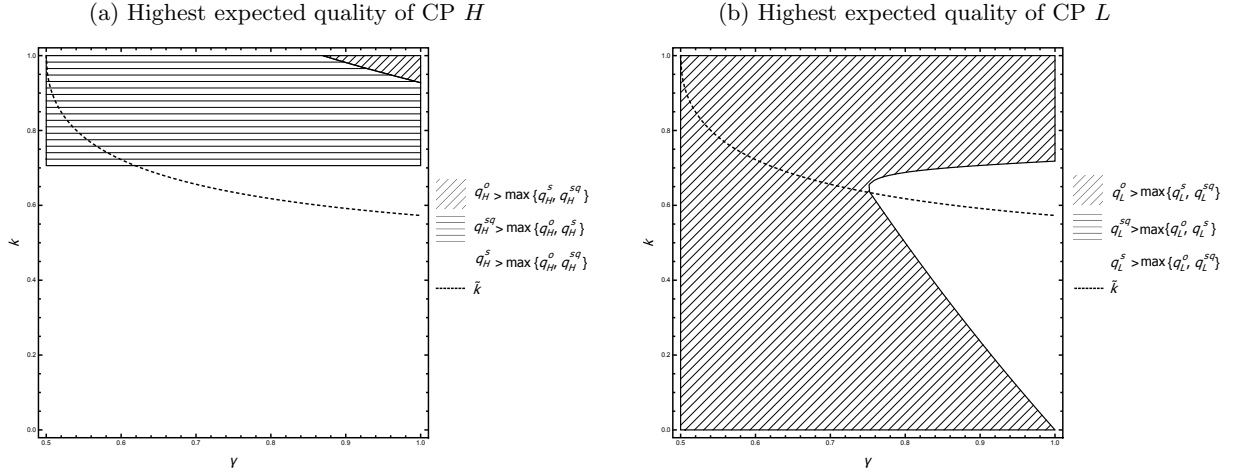 (a) Highest expected quality of CP H
(b) Highest expected quality of CP L
1.0
0.8
0.6
0.4
0.2
0.0
k
0.5 0.6 0.7 0.8 0.9 1.0
γ
q_H^o > max {q_H^s, q_H^sq}
q_H^sq > max {q_H^o, q_H^s}
q_H^s > max {q_H^o, q_H^sq}
k̃
1.0
0.8
0.6
0.4
0.2
0.0
k
0.5 0.6 0.7 0.8 0.9 1.0
γ
q_L^o > max {q_L^s, q_L^sq}
q_L^sq > max {q_L^o, q_L^s}
q_L^s > max {q_L^o, q_L^sq}
k̃